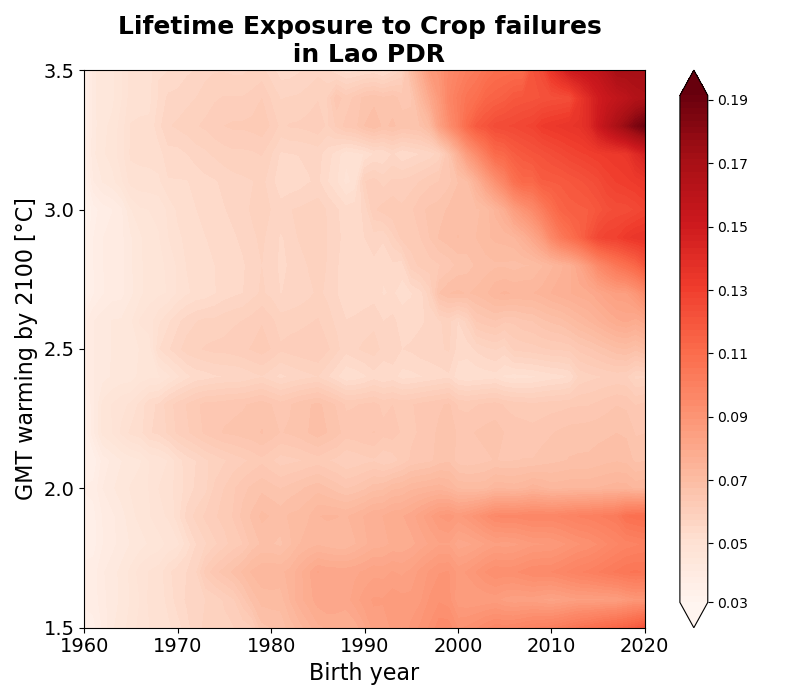 Lifetime Exposure to Crop failures
in Lao PDR
GMT warming by 2100 [°C]
3.5
3.0
2.5
2.0
1.5
1960 1970 1980 1990 2000 2010 2020
Birth year
0.19
0.17
0.15
0.13
0.11
0.09
0.07
0.05
0.03